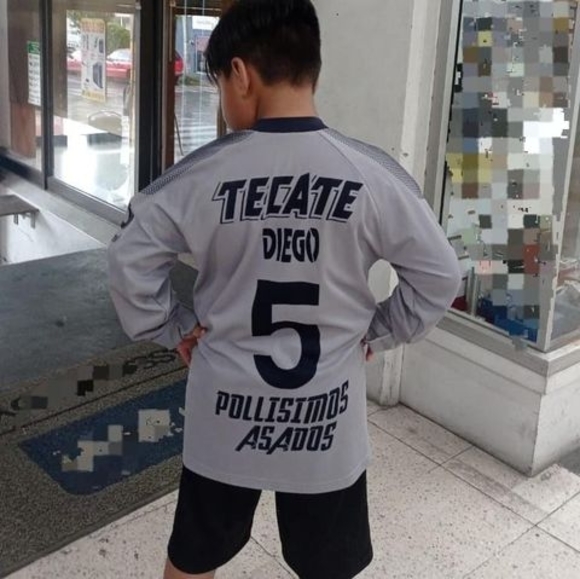 TECATE
DIEGO
5
POLLISIMOS
ASADOS